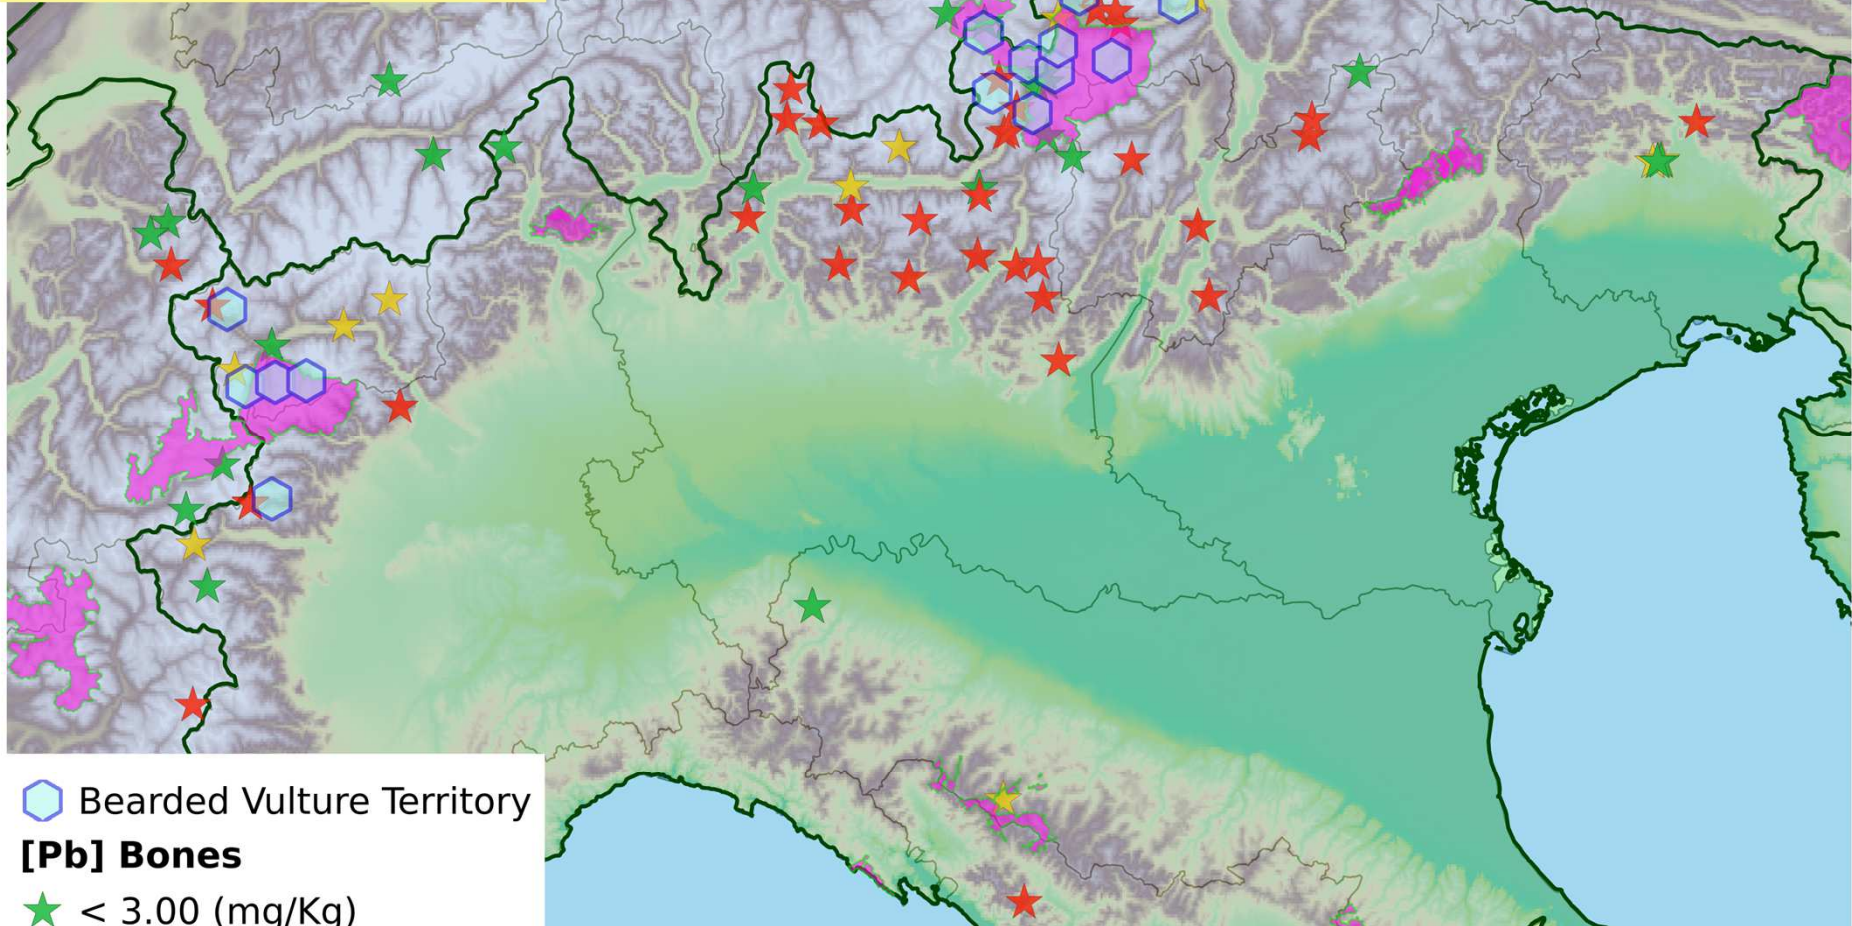 Bearded Vulture Territory
[Pb] Bones
< 3.00 (mg/Kg)